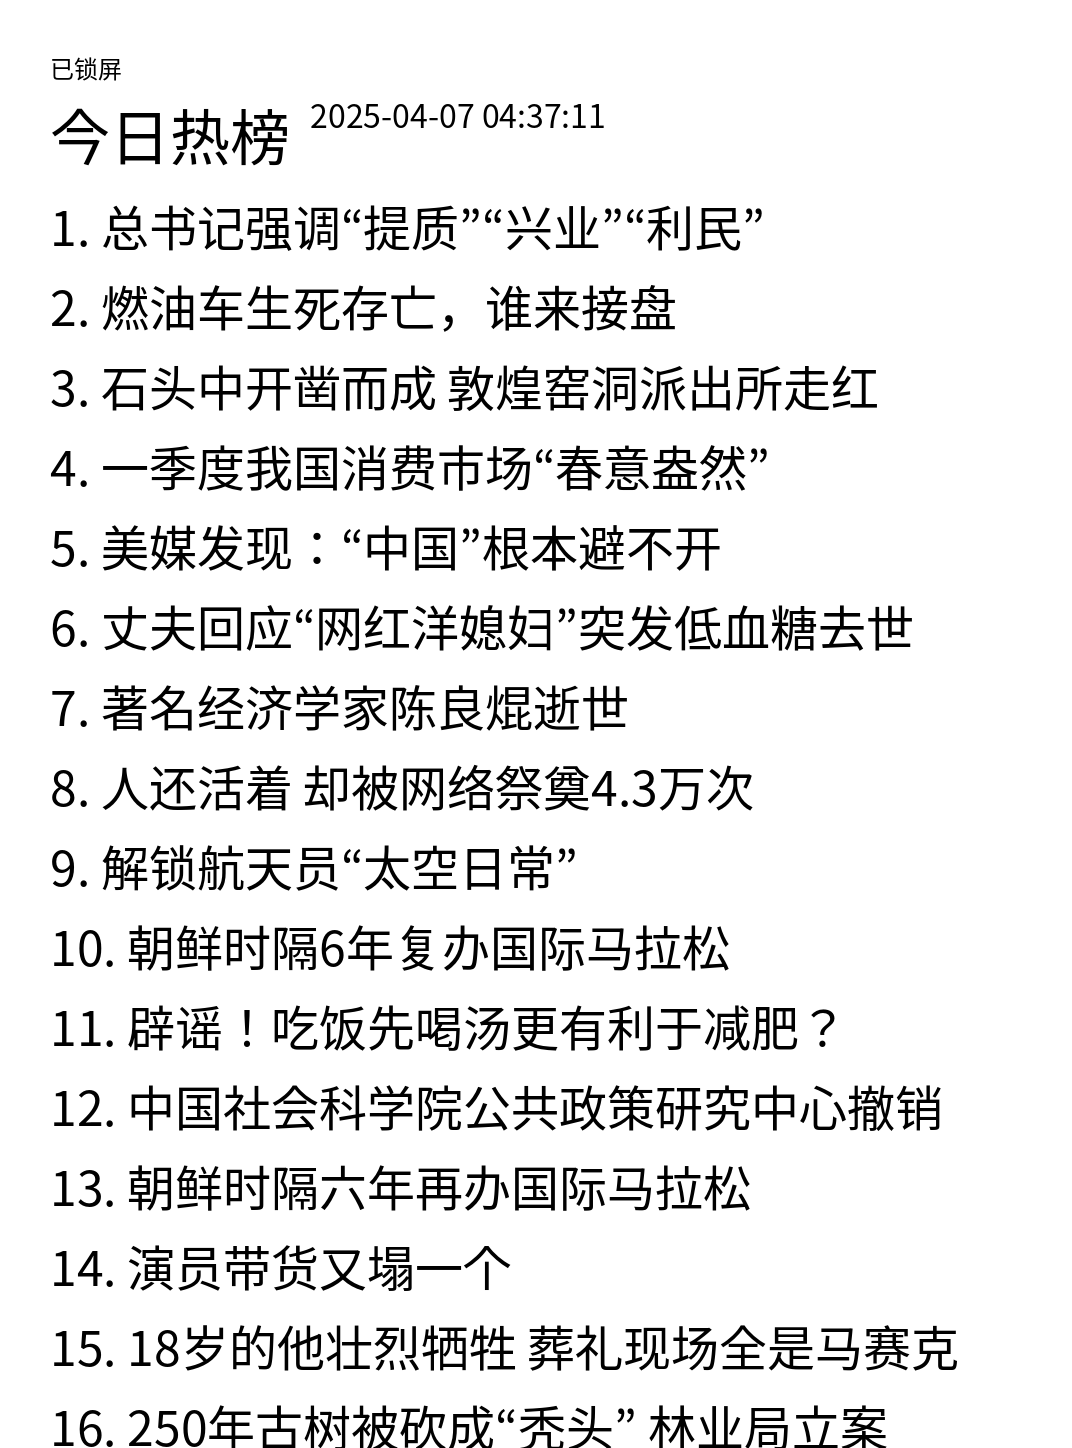 已锁屏
今日热榜 2025-04-07 04:37:11
1. 总书记强调“提质”“兴业”“利民”
2. 燃油车生死存亡，谁来接盘
3. 石头中开凿而成 敦煌窑洞派出所走红
4. 一季度我国消费市场“春意盎然”
5. 美媒发现：“中国”根本避不开
6. 丈夫回应“网红洋媳妇”突发低血糖去世
7. 著名经济学家陈良焜逝世
8. 人还活着 却被网络祭奠4.3万次
9. 解锁航天员“太空日常”
10. 朝鲜时隔6年复办国际马拉松
11. 辟谣！吃饭先喝汤更有利于减肥？
12. 中国社会科学院公共政策研究中心撤销
13. 朝鲜时隔六年再办国际马拉松
14. 演员带货又塌一个
15. 18岁的他壮烈牺牲 葬礼现场全是马赛克
16. 250年古树被砍成“秃头” 林业局立案